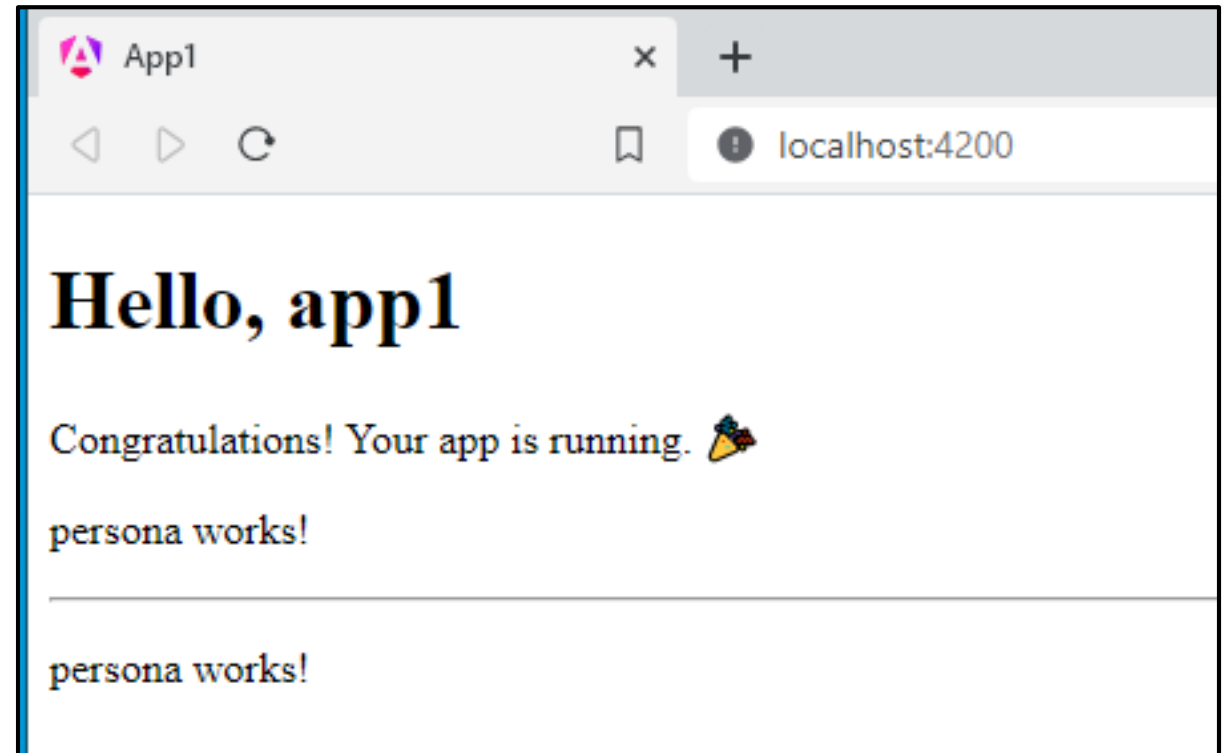 App1
localhost:4200
Hello, app1
Congratulations! Your app is running. 🎉
persona works!
persona works!